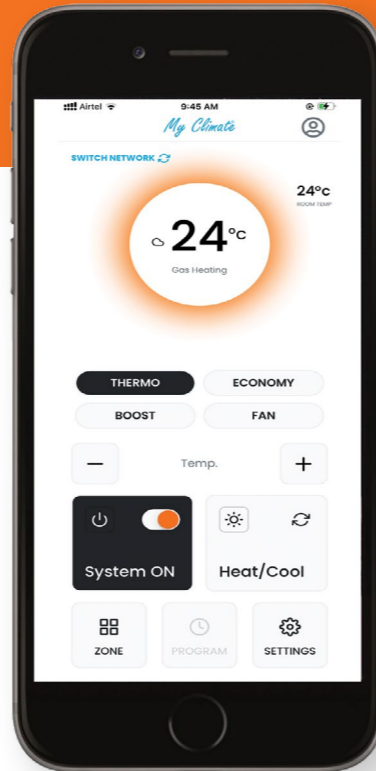 Airtel 9:45 AM
My Climate
SWITCH NETWORK
24°c
ROOM TEMP
24°c
Gas Heating
THERMO ECONOMY
BOOST FAN
Temp.
System ON Heat/Cool
ZONE PROGRAM SETTINGS